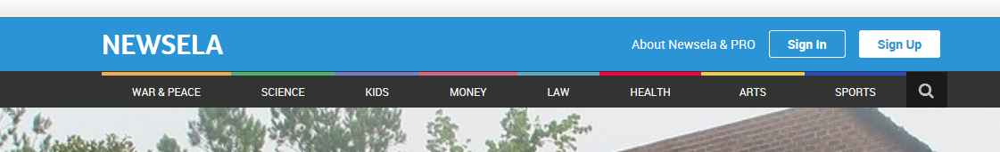 NEWSELA About Newsela & PRO Sign In Sign Up
WAR & PEACE SCIENCE KIDS MONEY LAW HEALTH ARTS SPORTS